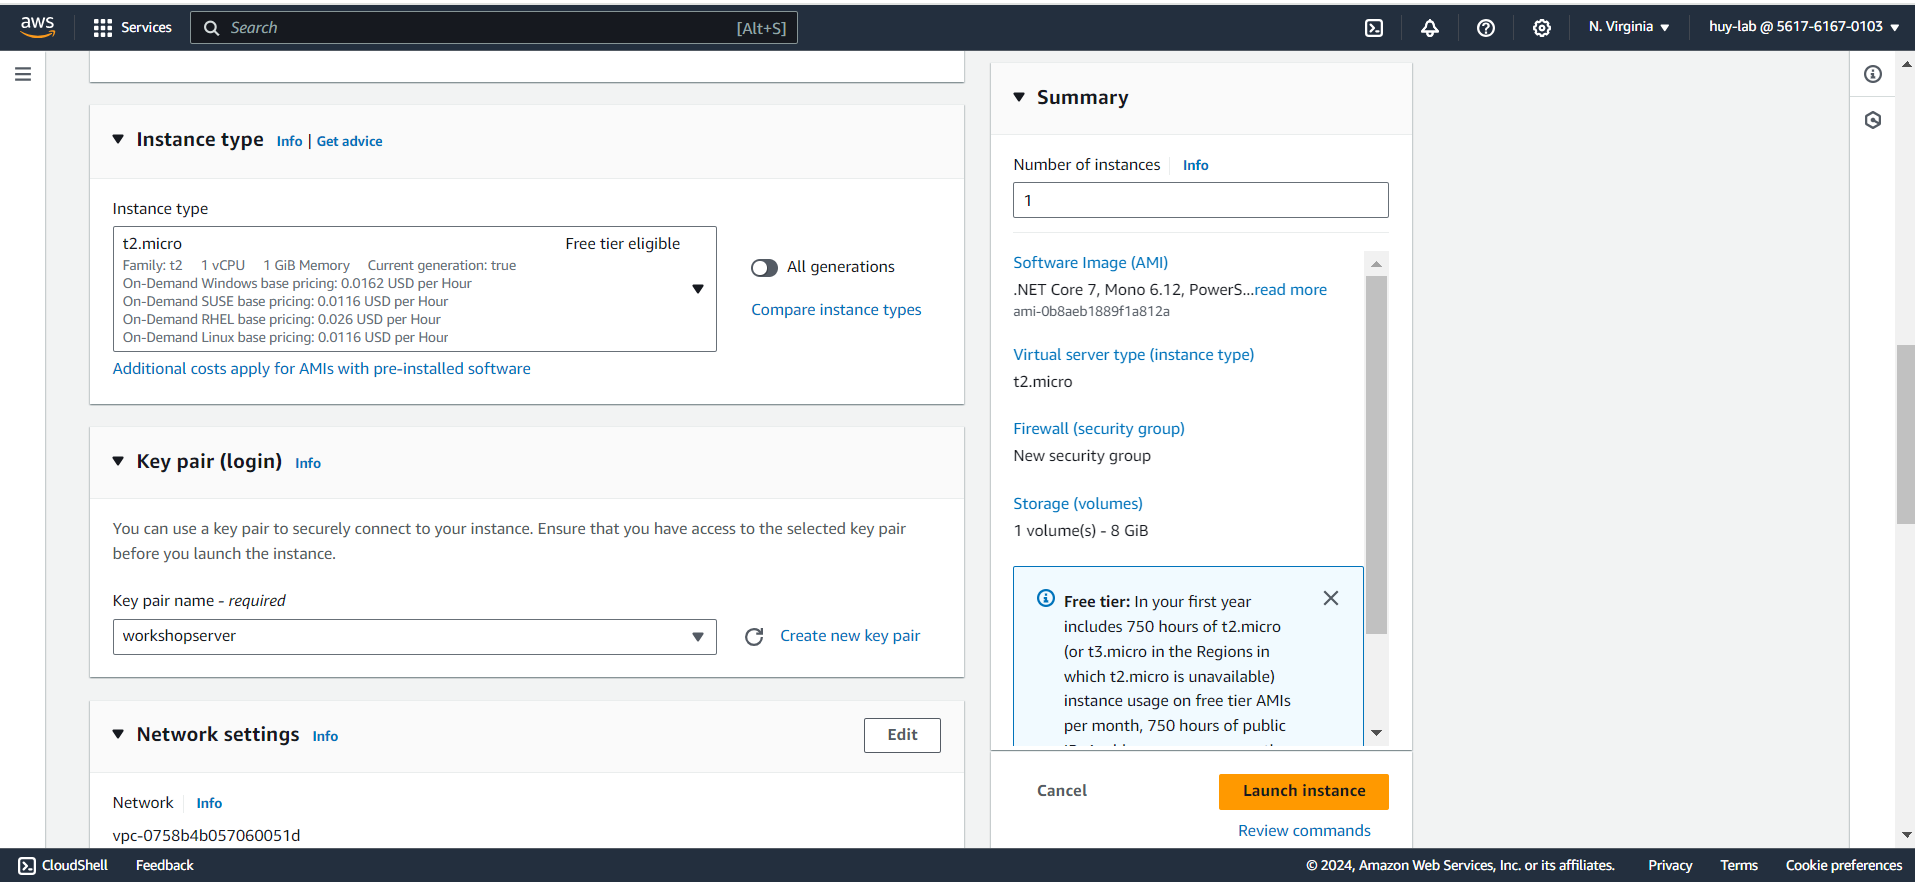 aws
Services
Search
[Alt+S]
N. Virginia
huy-lab @ 5617-6167-0103
Instance type
Info | Get advice
Instance type
t2.micro
Free tier eligible
Family: t2 1 vCPU 1 GiB Memory Current generation: true
On-Demand Windows base pricing: 0.0162 USD per Hour
On-Demand SUSE base pricing: 0.0116 USD per Hour
On-Demand RHEL base pricing: 0.026 USD per Hour
On-Demand Linux base pricing: 0.0116 USD per Hour
All generations
Compare instance types
Additional costs apply for AMIs with pre-installed software
Key pair (login)
Info
You can use a key pair to securely connect to your instance. Ensure that you have access to the selected key pair
before you launch the instance.
Key pair name - required
workshopserver
Create new key pair
Network settings
Info
Edit
Network
Info
vpc-0758b4b057060051d
Summary
Number of instances
Info
1
Software Image (AMI)
.NET Core 7, Mono 6.12, PowerS...read more
ami-0b8aeb1889f1a812a
Virtual server type (instance type)
t2.micro
Firewall (security group)
New security group
Storage (volumes)
1 volume(s) - 8 GiB
Free tier: In your first year
includes 750 hours of t2.micro
(or t3.micro in the Regions in
which t2.micro is unavailable)
instance usage on free tier AMIs
per month, 750 hours of public
Cancel
Launch instance
Review commands
CloudShell
Feedback
© 2024, Amazon Web Services, Inc. or its affiliates.
Privacy
Terms
Cookie preferences